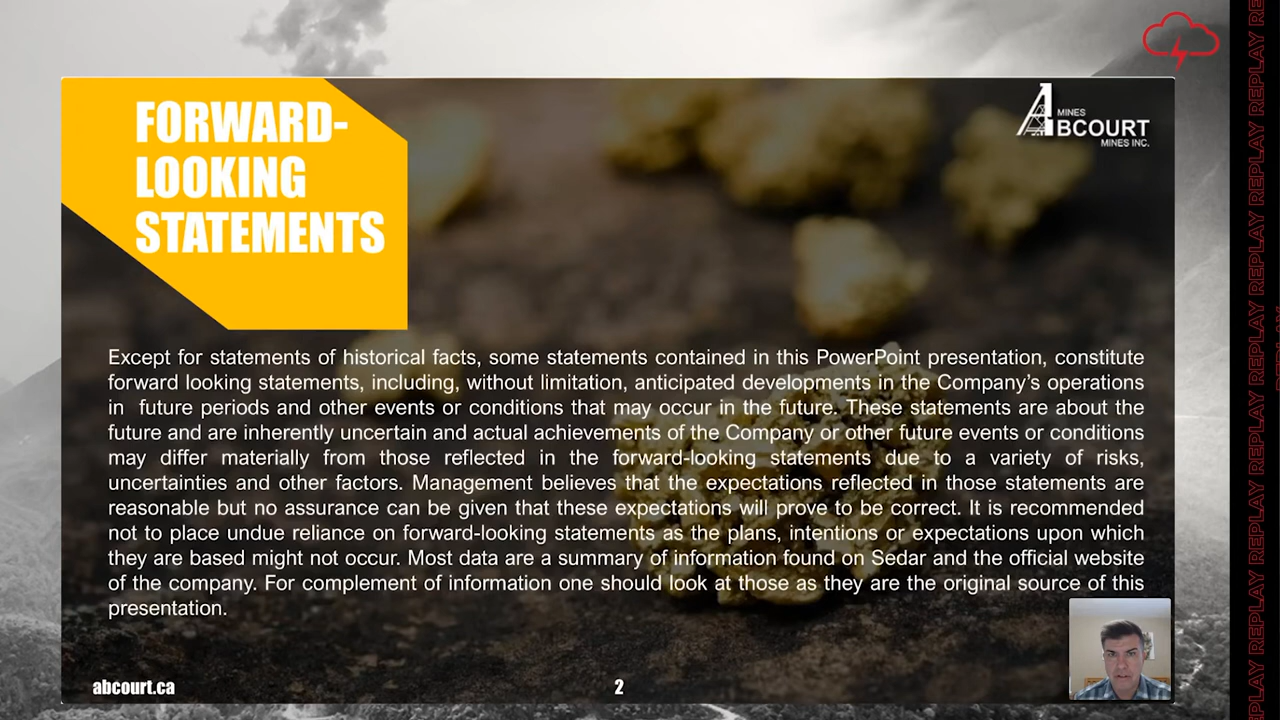 FORWARD-
LOOKING
STATEMENTS
MINES
ABCOURT
MINES INC.
Except for statements of historical facts, some statements contained in this PowerPoint presentation, constitute
forward looking statements, including, without limitation, anticipated developments in the Company’s operations
in future periods and other events or conditions that may occur in the future. These statements are about the
future and are inherently uncertain and actual achievements of the Company or other future events or conditions
may differ materially from those reflected in the forward-looking statements due to a variety of risks,
uncertainties and other factors. Management believes that the expectations reflected in those statements are
reasonable but no assurance can be given that these expectations will prove to be correct. It is recommended
not to place undue reliance on forward-looking statements as the plans, intentions or expectations upon which
they are based might not occur. Most data are a summary of information found on Sedar and the official website
of the company. For complement of information one should look at those as they are the original source of this
presentation.
abcourt.ca
2
REPLAY REPLAY REPLAY REPLAY REPLAY REPLAY REPLAY REPLAY